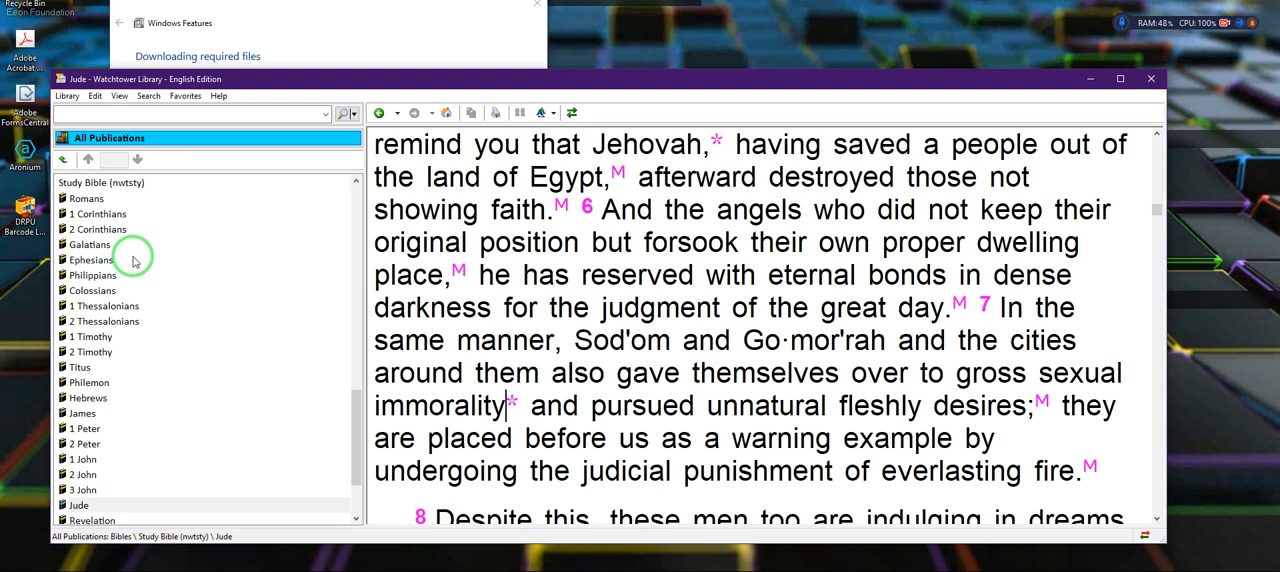 Recycle Bin
Eeon Foundation
Adobe
Acrobat ...
Adobe
FormsCentral
Aronium
DRPU
Barcode L...
Windows Features
Downloading required files
RAM:48% CPU:100%
Jude - Watchtower Library - English Edition
Library Edit View Search Favorites Help
All Publications
Study Bible (nwtsty)
Romans
1 Corinthians
2 Corinthians
Galatians
Ephesians
Philippians
Colossians
1 Thessalonians
2 Thessalonians
1 Timothy
2 Timothy
Titus
Philemon
Hebrews
James
1 Peter
2 Peter
1 John
2 John
3 John
Jude
Revelation
remind you that Jehovah,* having saved a people out of
the land of Egypt,M afterward destroyed those not
showing faith.M 6 And the angels who did not keep their
original position but forsook their own proper dwelling
place,M he has reserved with eternal bonds in dense
darkness for the judgment of the great day.M 7 In the
same manner, Sod'om and Go·mor'rah and the cities
around them also gave themselves over to gross sexual
immorality* and pursued unnatural fleshly desires;M they
are placed before us as a warning example by
undergoing the judicial punishment of everlasting fire.M
8 Despite this, these men too are indulging in dreams
All Publications: Bibles \ Study Bible (nwtsty) \ Jude